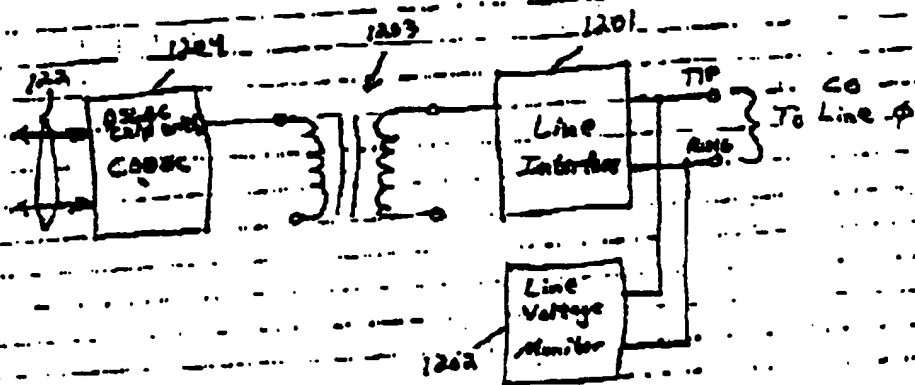 1203
1201
1204
122
TIP
CO
To Line
RING
Line
Interface
CODEC
Line
Voltage
Monitor
1202